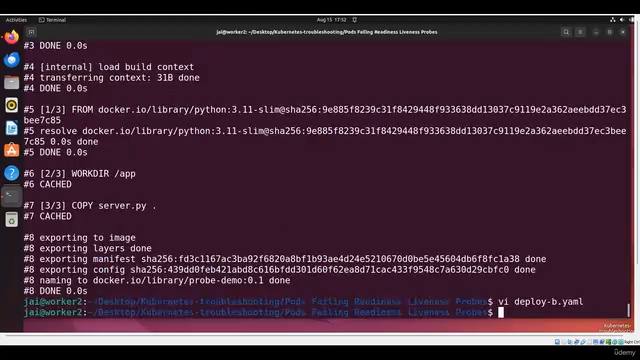 Activities
Terminal
Aug 15 17:52
jai@worker2: ~/Desktop/Kubernetes-troubleshooting/Pods Failing Readiness Liveness Probes
#3 DONE 0.0s
#4 [internal] load build context
#4 transferring context: 31B done
#4 DONE 0.0s
#5 [1/3] FROM docker.io/library/python:3.11-slim@sha256:9e885f8239c31f8429448f933638dd13037c9119e2a362aeebdd37ec3
bee7c85
#5 resolve docker.io/library/python:3.11-slim@sha256:9e885f8239c31f8429448f933638dd13037c9119e2a362aeebdd37ec3bee
7c85 0.0s done
#5 DONE 0.0s
#6 [2/3] WORKDIR /app
#6 CACHED
#7 [3/3] COPY server.py .
#7 CACHED
#8 exporting to image
#8 exporting layers done
#8 exporting manifest sha256:fd3c1167ac3ba92f6820a8bf1b93ae4d24e5210670d0be5e45604db6f8fc1a38 done
#8 exporting config sha256:439dd0feb421abd8c616bfdd301d60f62ea8d71cac433f9548c7a630d29cbfc0 done
#8 naming to docker.io/library/probe-demo:0.1 done
#8 DONE 0.0s
jai@worker2:~/Desktop/Kubernetes-troubleshooting/Pods Failing Readiness Liveness Probes$ vi deploy-b.yaml
jai@worker2:~/Desktop/Kubernetes-troubleshooting/Pods Failing Readiness Liveness Probes$
Kubernetes-troubleshooting
Udemy